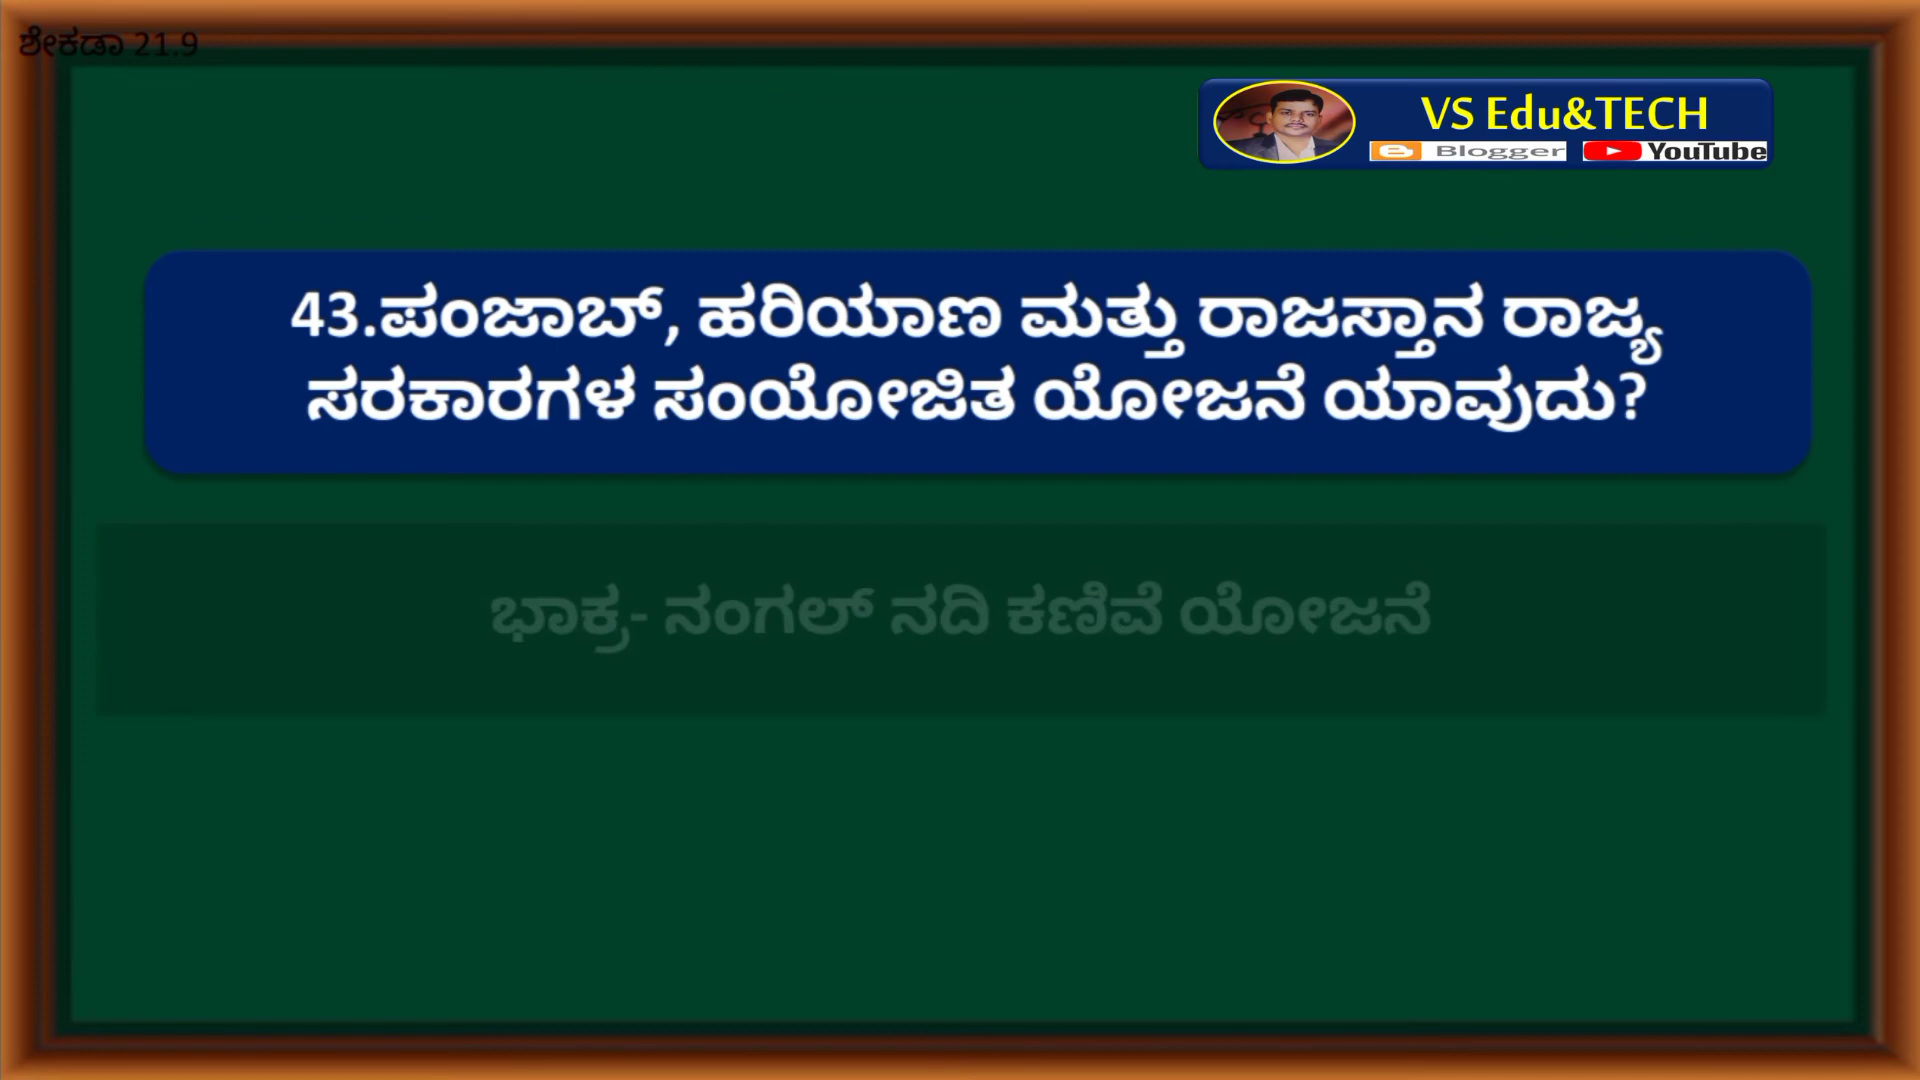 ಶೇಕಡಾ 21.9
VS Edu&TECH
Blogger YouTube
43.ಪಂಜಾಬ್, ಹರಿಯಾಣ ಮತ್ತು ರಾಜಸ್ತಾನ ರಾಜ್ಯ
ಸರಕಾರಗಳ ಸಂಯೋಜಿತ ಯೋಜನೆ ಯಾವುದು?
ಭಾಕ್ರ- ನಂಗಲ್ ನದಿ ಕಣಿವೆ ಯೋಜನೆ